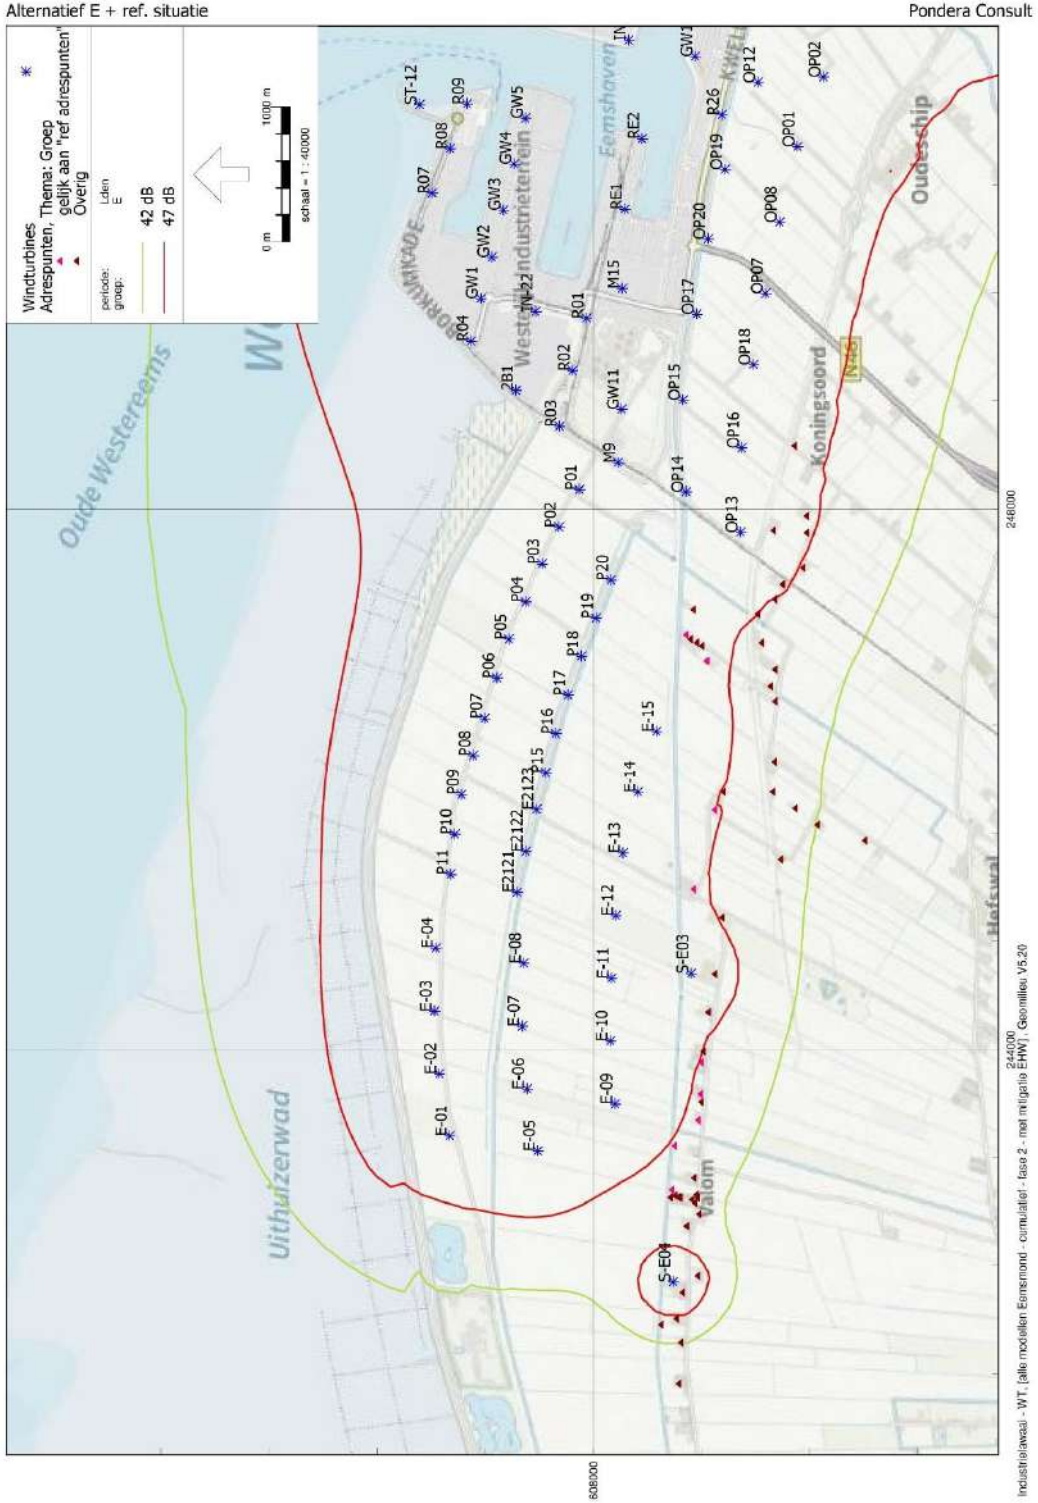 Alternatief E + ref. situatie
Pondera Consult
Windturbines
Adrespunten, Thema: Groep
gelijk aan "ref adrespunten"
Overig
periode: Lden
groep: E
42 dB
47 dB
0 m
1000 m
schaal = 1 : 40000
Oude Westereems
Uithuizerwad
BORKUMKADE
Eemshaven
Koningsoord
Oudeschip
Valom
Hefswal
N46
ST-12
R09
R08
R07
GW5
GW4
GW3
GW2
GW1
R04
2B1
R01
R02
R03
RE2
RE1
M15
GW11
M9
IN
R26
OP12
OP02
OP19
OP01
OP20
OP08
OP17
OP07
OP18
OP15
OP16
OP14
OP13
P01
P02
P03
P04
P05
P06
P07
P08
P09
P10
P11
P20
P19
P18
P17
P16
P15
E2123
E2122
E2121
E-04
E-03
E-02
E-01
E-08
E-07
E-06
E-05
E-15
E-14
E-13
E-12
E-11
E-10
E-09
S-E03
S-E04
248000
244000
608000
Industrielawaai - WT, [alle modellen Eemsmond - cumulatief - fase 2 - met mitigatie EHW] , Geomilieu V5.20